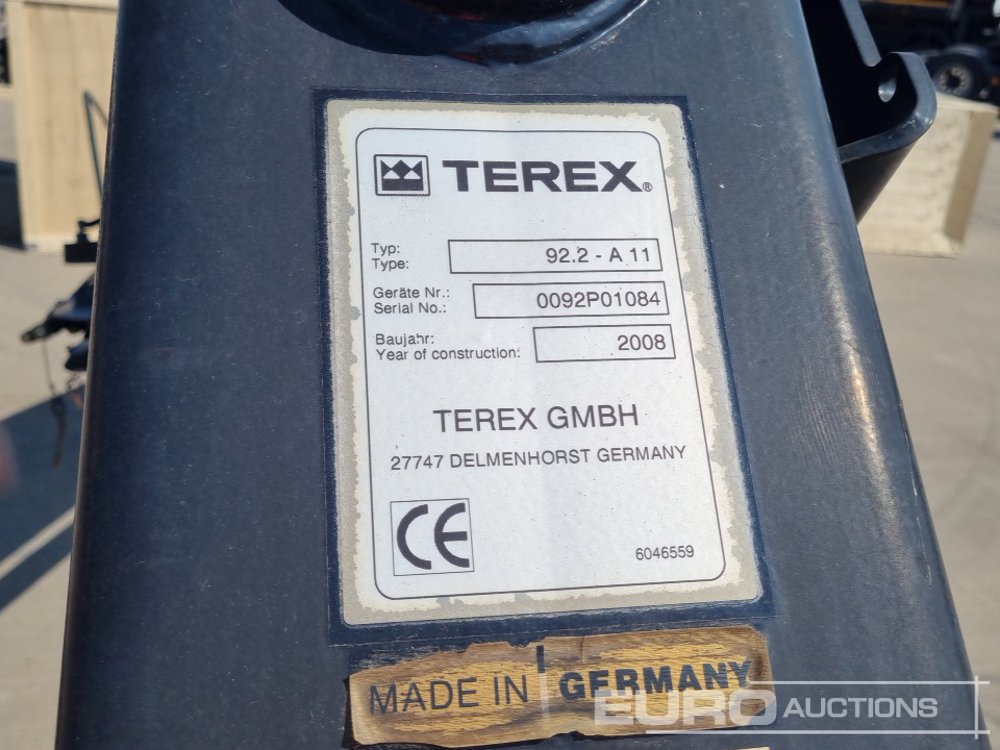 TEREX®
Typ:
Type:
92.2 - A 11
Geräte Nr.:
Serial No.:
0092P01084
Baujahr:
Year of construction:
2008
TEREX GMBH
27747 DELMENHORST GERMANY
CE
6046559
MADE IN GERMANY
EURO AUCTIONS